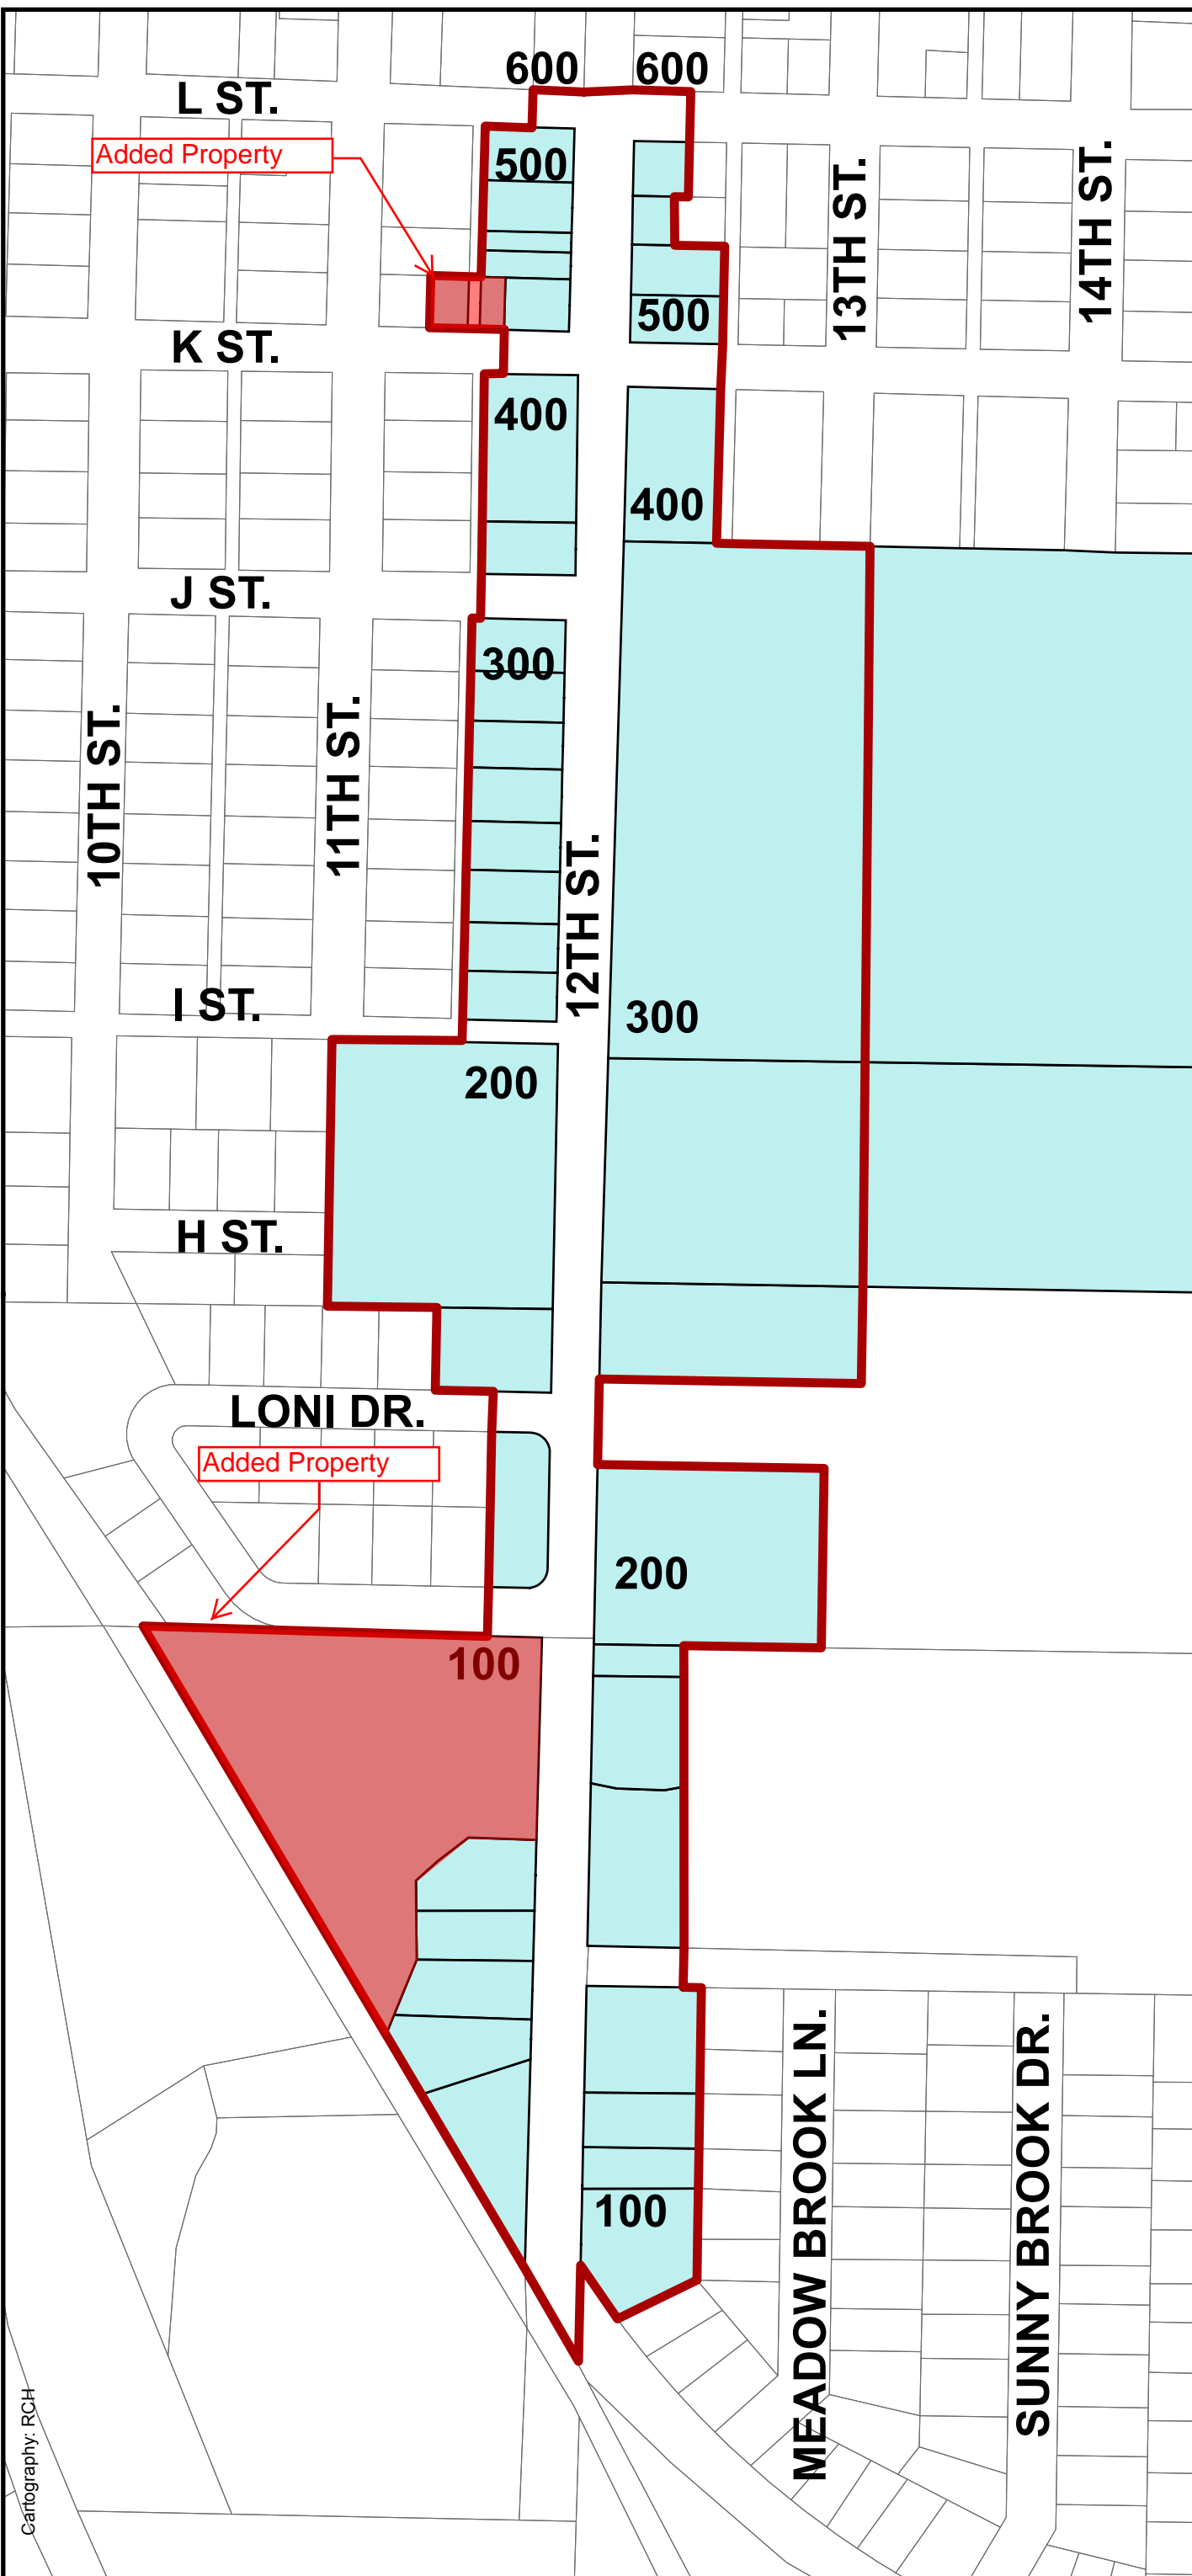 600
600
L ST.
Added Property
500
13TH ST.
14TH ST.
500
K ST.
400
400
J ST.
300
10TH ST.
11TH ST.
12TH ST.
I ST.
300
200
H ST.
LONI DR.
Added Property
200
100
MEADOW BROOK LN.
SUNNY BROOK DR.
100
Cartography: RCH